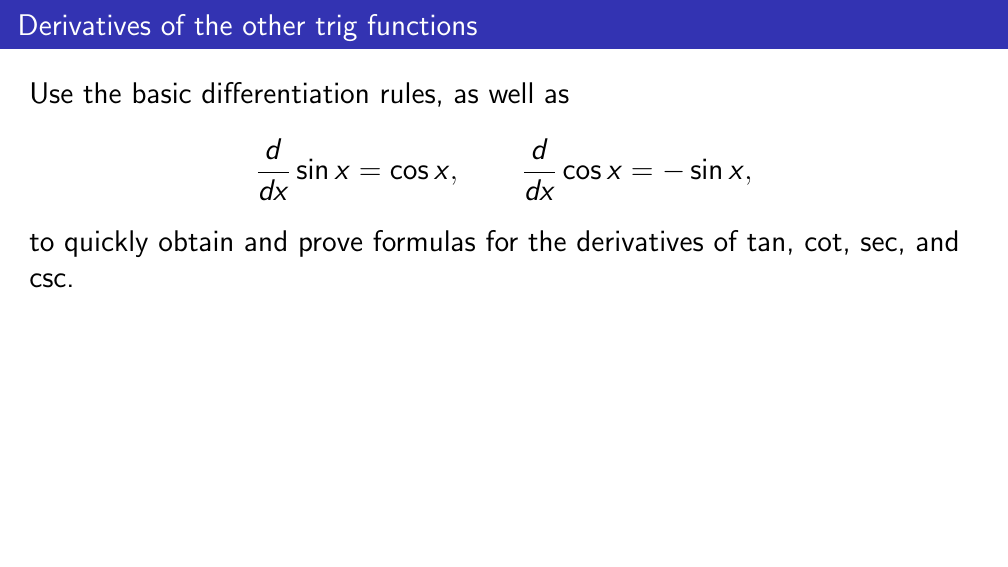 Derivatives of the other trig functions
Use the basic differentiation rules, as well as
d/dx sin x = cos x, d/dx cos x = − sin x,
to quickly obtain and prove formulas for the derivatives of tan, cot, sec, and
csc.